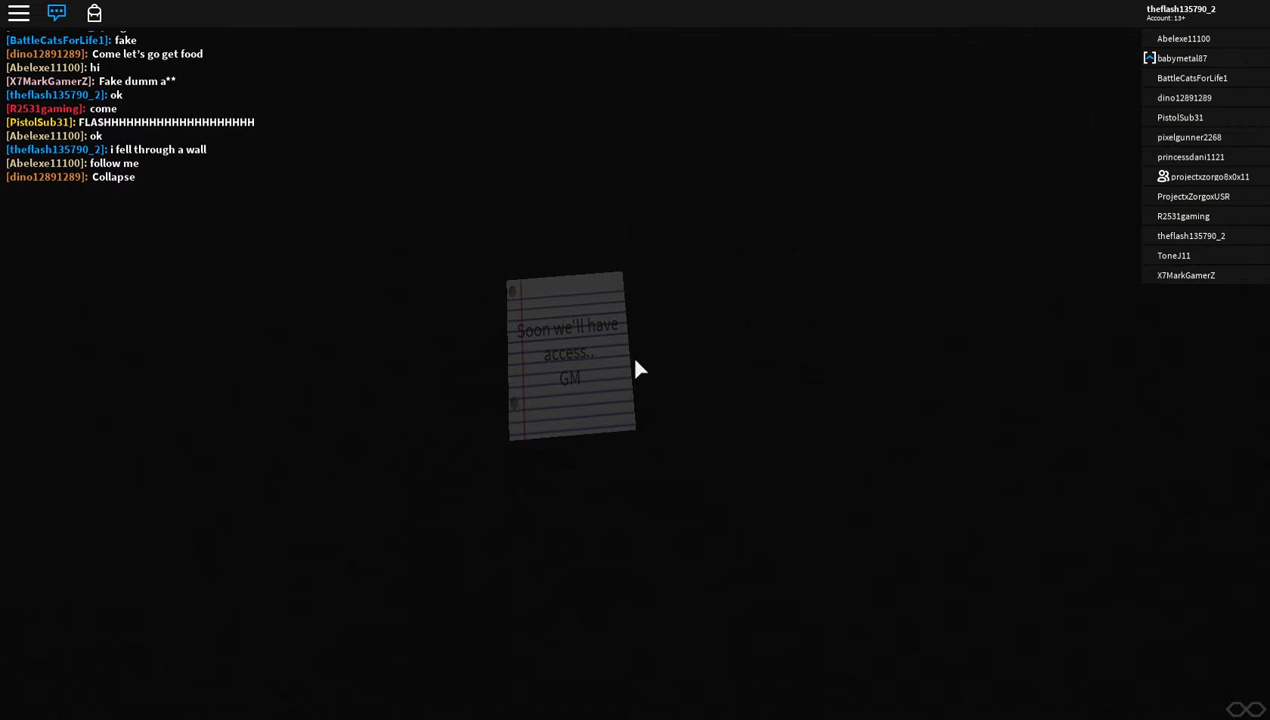 theflash135790_2
Account: 13+
[BattleCatsForLife1]: fake
[dino12891289]: Come let's go get food
[Abelexe11100]: hi
[X7MarkGamerZ]: Fake dumm a**
[theflash135790_2]: ok
[R2531gaming]: come
[PistolSub31]: FLASHHHHHHHHHHHHHHHHHHH
[Abelexe11100]: ok
[theflash135790_2]: i fell through a wall
[Abelexe11100]: follow me
[dino12891289]: Collapse
Abelexe11100
babymetal87
BattleCatsForLife1
dino12891289
PistolSub31
pixelgunner2268
princessdani1121
projectxzorgo8x0x11
ProjectxZorgoxUSR
R2531gaming
theflash135790_2
ToneJ11
X7MarkGamerZ
Soon we'll have
access..
GM